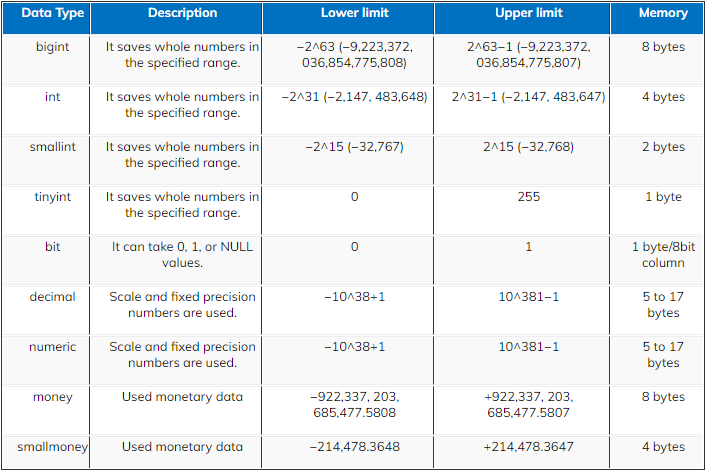 Data Type Description Lower limit Upper limit Memory
bigint It saves whole numbers in −2^63 (−9,223,372, 2^63−1 (−9,223,372, 8 bytes
the specified range. 036,854,775,808) 036,854,775,807)
int It saves whole numbers in −2^31 (−2,147, 483,648) 2^31−1 (−2,147, 483,647) 4 bytes
the specified range.
smallint It saves whole numbers in −2^15 (−32,767) 2^15 (−32,768) 2 bytes
the specified range.
tinyint It saves whole numbers in 0 255 1 byte
the specified range.
bit It can take 0, 1, or NULL 0 1 1 byte/8bit
values. column
decimal Scale and fixed precision −10^38+1 10^381−1 5 to 17
numbers are used. bytes
numeric Scale and fixed precision −10^38+1 10^381−1 5 to 17
numbers are used. bytes
money Used monetary data −922,337, 203, +922,337, 203, 8 bytes
685,477.5808 685,477.5807
smallmoney Used monetary data −214,478.3648 +214,478.3647 4 bytes